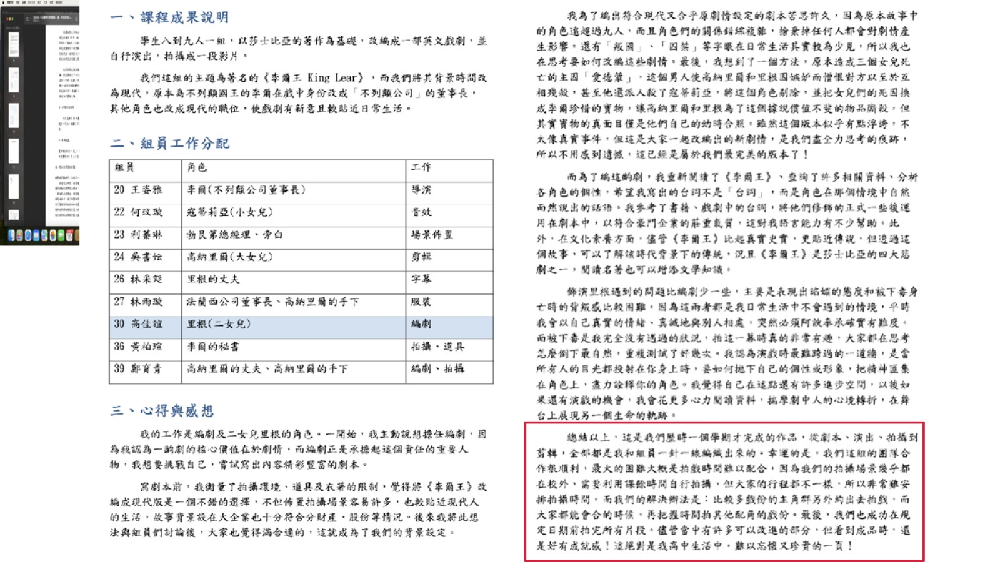 一、課程成果說明
學生八到九人一組，以莎士比亞的著作為基礎，改編成一部英文戲劇，並
自行演出，拍攝成一段影片。
我們這組的主題為著名的《李爾王 King Lear》，而我們將其背景時間改
為現代，原本為不列顛國王的李爾在戲中身份改成「不列顛公司」的董事長，
其他角色也改成現代的職位，使戲劇有新意且較貼近日常生活。
二、組員工作分配
組員 角色 工作
20 王姿雅 李爾(不列顛公司董事長) 導演
22 何玟璇 寇蒂莉亞(小女兒) 音效
23 利蓁琳 勃艮第總經理、旁白 場景佈置
24 吳書妘 高納里爾(大女兒) 剪輯
26 林采 里根的丈夫 字幕
27 林雨璇 法蘭西公司董事長、高納里爾的手下 服裝
30 高佳誼 里根(二女兒) 編劇
36 黃柏瑄 李爾的秘書 拍攝、道具
39 鄭育青 高納里爾的丈夫、高納里爾的手下 編劇、拍攝
三、心得與感想
我的工作是編劇及二女兒里根的角色。一開始，我主動說想擔任編劇，因
為我認為一齣劇的核心價值在於劇情，而編劇正是承擔起這個責任的重要人
物，我想要挑戰自己，嘗試寫出內容精彩豐富的劇本。
寫劇本前，我衡量了拍攝環境、道具及衣著的限制，覺得將《李爾王》改
編成現代版是一個不錯的選擇，不但佈置拍攝場景容易許多，也較貼近現代人
的生活，故事背景設在大企業也十分符合分財產、股份等情況。後來我將此想
法與組員們討論後，大家也覺得滿合適的，這就成為了我們的背景設定。
我為了編出符合現代又合乎原劇情設定的劇本苦思許久，因為原本故事中
的角色遠超過九人，而且角色們的關係錯綜複雜，捨棄掉任何人都會對劇情產
生影響。還有「叛國」、「囚禁」等字眼在日常生活其實較為少見，所以我也
在思考要如何改編這些劇情。最後，我想到了一個方法，原本造成三個女兒死
亡的主因「愛德蒙」，這個男人使高納里爾和里根因嫉妒而憎恨對方以至於互
相殘殺，甚至他還派人殺了寇蒂莉亞，將這個角色剔除，並把女兒們的死因換
成李爾珍惜的寶物，讓高納里爾和里根為了這個據說價值不斐的物品廝殺，但
其實寶物的真面目僅是他們自己的幼時合照。雖然這個版本似乎有點浮誇，不
太像真實事件，但這是大家一起改編出的新劇情，是我們盡全力思考的痕跡，
所以不用感到遺憾，這已經是屬於我們最完美的版本了！
而為了編這齣劇，我重新閱讀了《李爾王》、查詢了許多相關資料、分析
各角色的個性，希望我寫出的台詞不是「台詞」，而是角色在那個情境中自然
而然說出的話語。我參考了書籍、戲劇中的台詞，將他們修飾的正式一些後運
用在劇本中，以符合豪門企業的莊重氣質，這對我語言能力有不少幫助。此
外，在文化素養方面，儘管《李爾王》比起真實史實，更貼近傳說，但透過這
個故事，可以了解該時代背景下的傳統，況且《李爾王》是莎士比亞的四大悲
劇之一，閱讀名著也可以增添文學知識。
飾演里根遇到的問題比編劇少一些，主要是表現出諂媚的態度和被下毒身
亡時的背叛感比較困難。因為這兩者都是我日常生活中不會遇到的情境，平時
我會以自己真實的情緒、真誠地與別人相處，突然必須阿諛奉承確實有難度。
而被下毒是我完全沒有遇過的狀況，拍這一幕時真的非常有趣，大家都在思考
怎麼倒下最自然，重複測試了好幾次。我認為演戲時最難跨過的一道牆，是當
所有人的目光都投射在你身上時，要如何拋下自己的個性或形象，把精神匯集
在角色上，盡力詮釋你的角色。我覺得自己在這點還有許多進步空間，以後如
果還有演戲的機會，我會花更多心力閱讀資料，揣摩劇中人的心境轉折，在舞
台上展現另一個生命的軌跡。
總結以上，這是我們歷時一個學期才完成的作品，從劇本、演出、拍攝到
剪輯，全部都是我和組員一針一線編織出來的。幸運的是，我們這組的團隊合
作很順利，最大的困難大概是拍戲時間難以配合，因為我們的拍攝場景幾乎都
在校外，需要利用課餘時間自行拍攝，但大家的行程都不一樣，所以非常難安
排拍攝時間。而我們的解決辦法是：比較多戲份的主角群另外約出去拍戲，而
大家都能會合的時候，再把握時間拍其他配角的戲份。最後，我們也成功在規
定日期前拍完所有片段。儘管當中有許多可以改進的部分，但看到成品時，還
是好有成就感！這絕對是我高中生活中，難以忘懷又珍貴的一頁！